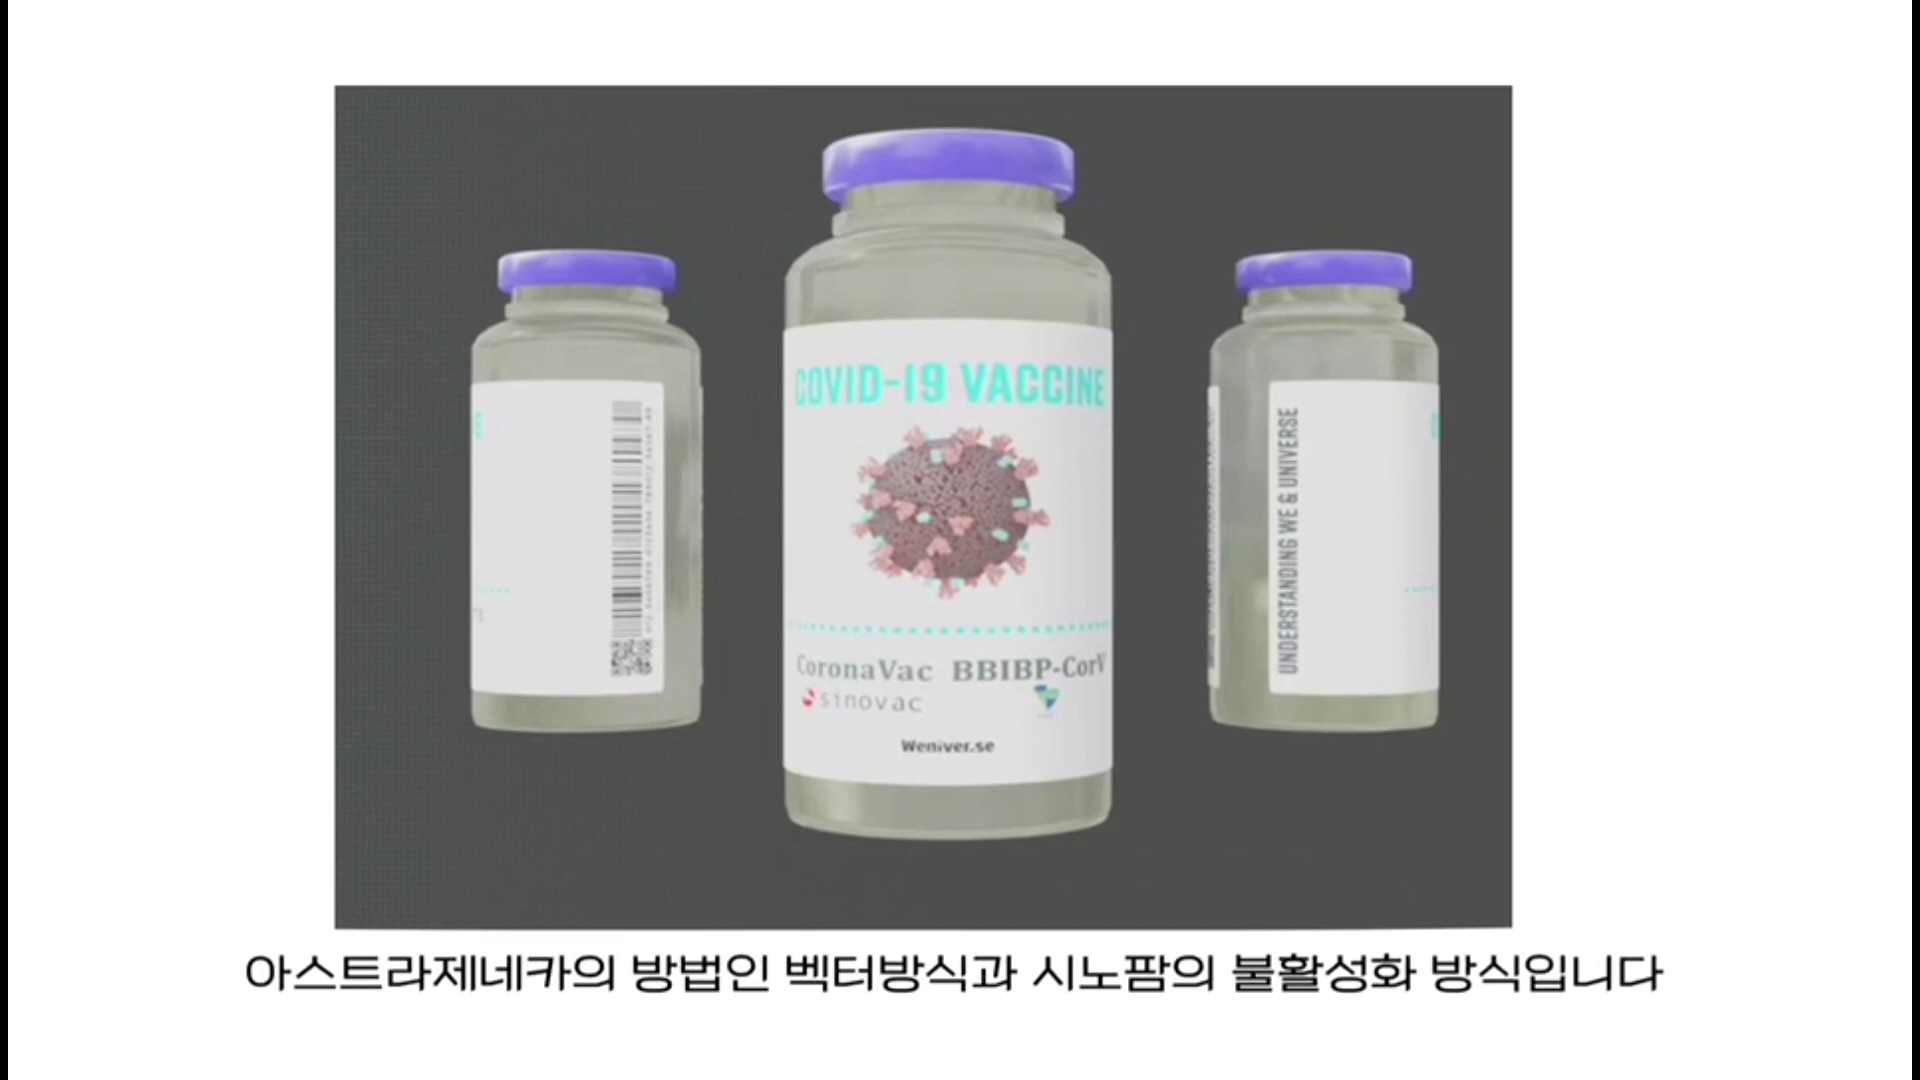 COVID-19 VACCINE
CoronaVac BBIBP-CorV
sinovac
Weniver.se
UNDERSTANDING WE & UNIVERSE
아스트라제네카의 방법인 벡터방식과 시노팜의 불활성화 방식입니다